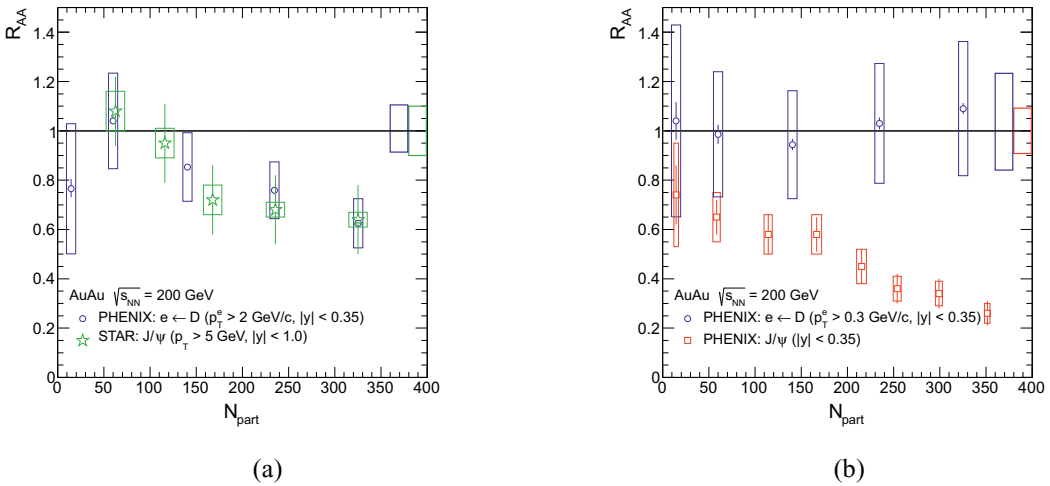 R_AA
1.4
1.2
1
0.8
0.6
0.4
0.2
0
AuAu √s_NN = 200 GeV
PHENIX: e ← D (p_T^e > 2 GeV/c, |y| < 0.35)
STAR: J/ψ (p_T > 5 GeV, |y| < 1.0)
0 50 100 150 200 250 300 350 400
N_part
(a)
R_AA
1.4
1.2
1
0.8
0.6
0.4
0.2
0
AuAu √s_NN = 200 GeV
PHENIX: e ← D (p_T^e > 0.3 GeV/c, |y| < 0.35)
PHENIX: J/ψ (|y| < 0.35)
0 50 100 150 200 250 300 350 400
N_part
(b)